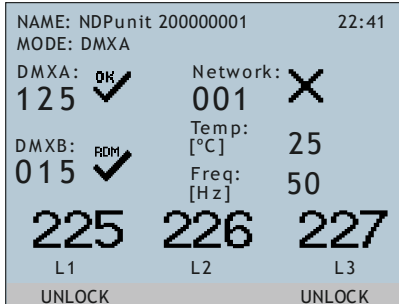 NAME: NDPunit 200000001 22:41
MODE: DMXA
DMXA: OK Network:
125 001
Temp:
[°C] 25
DMXB: RDM
015
Freq:
[Hz] 50
225 226 227
L1 L2 L3
UNLOCK UNLOCK